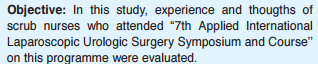 Objective: In this study, experience and thougths of
scrub nurses who attended “7th Applied International
Laparoscopic Urologic Surgery Symposium and Course”
on this programme were evaluated.